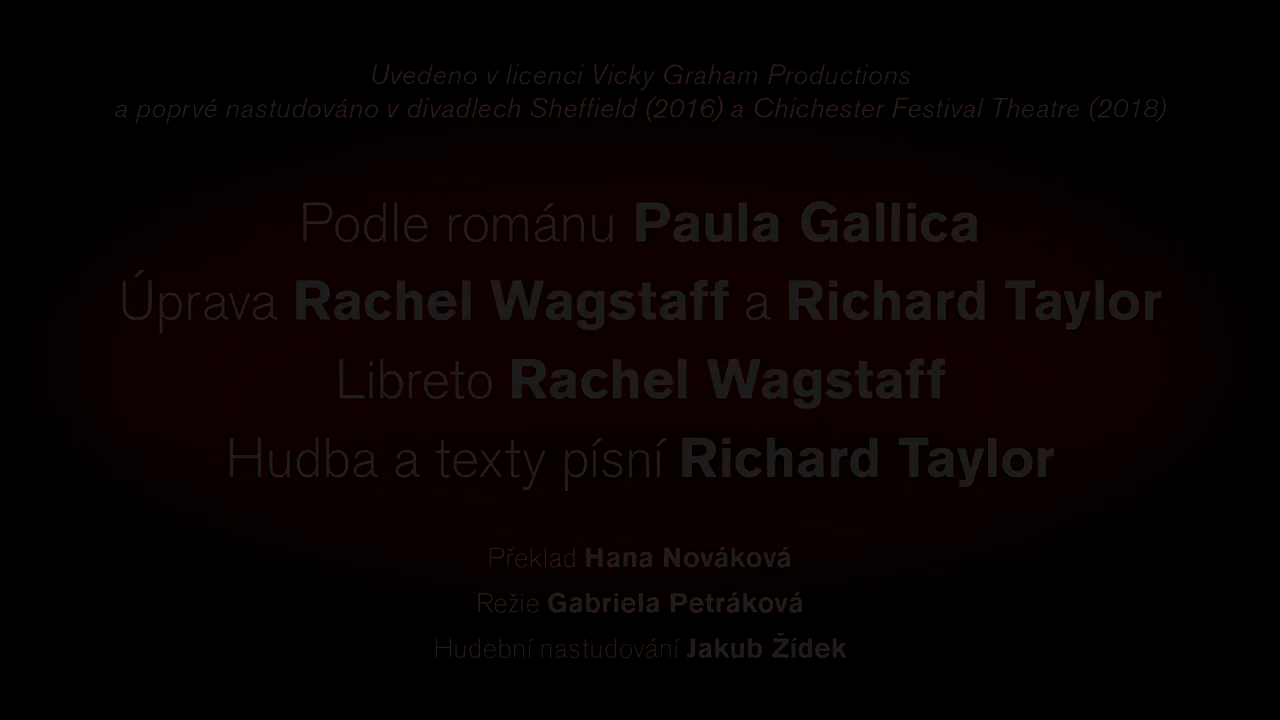 Uvedeno v licenci Vicky Graham Productions
a poprvé nastudováno v divadlech Sheffield (2016) a Chichester Festival Theatre (2018)
Podle románu Paula Gallica
Úprava Rachel Wagstaff a Richard Taylor
Libreto Rachel Wagstaff
Hudba a texty písní Richard Taylor
Překlad Hana Nováková
Režie Gabriela Petráková
Hudební nastudování Jakub Žídek